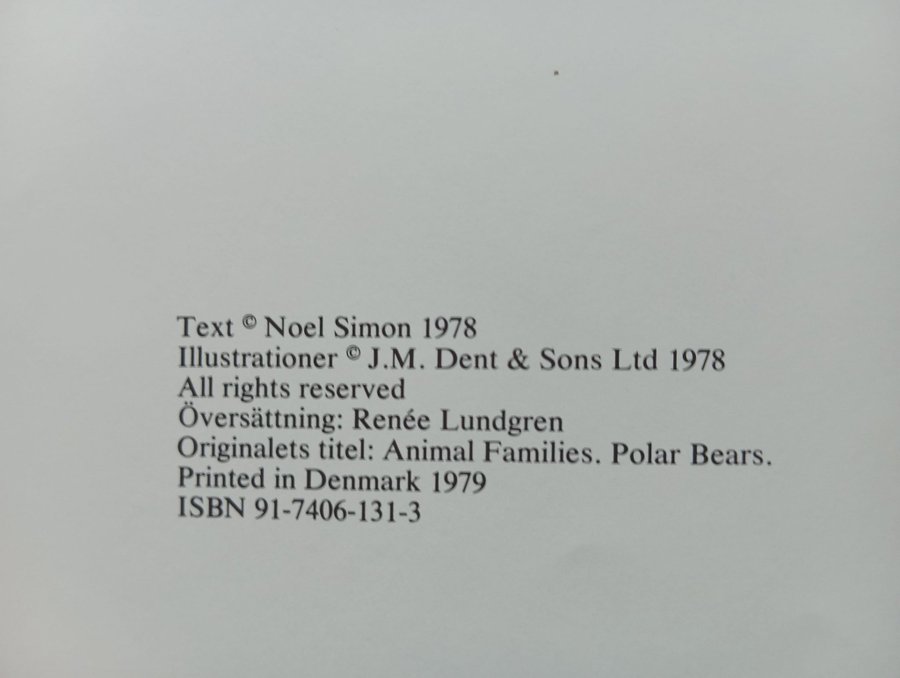 Text © Noel Simon 1978
Illustrationer © J.M. Dent & Sons Ltd 1978
All rights reserved
Översättning: Renée Lundgren
Originalets titel: Animal Families. Polar Bears.
Printed in Denmark 1979
ISBN 91-7406-131-3